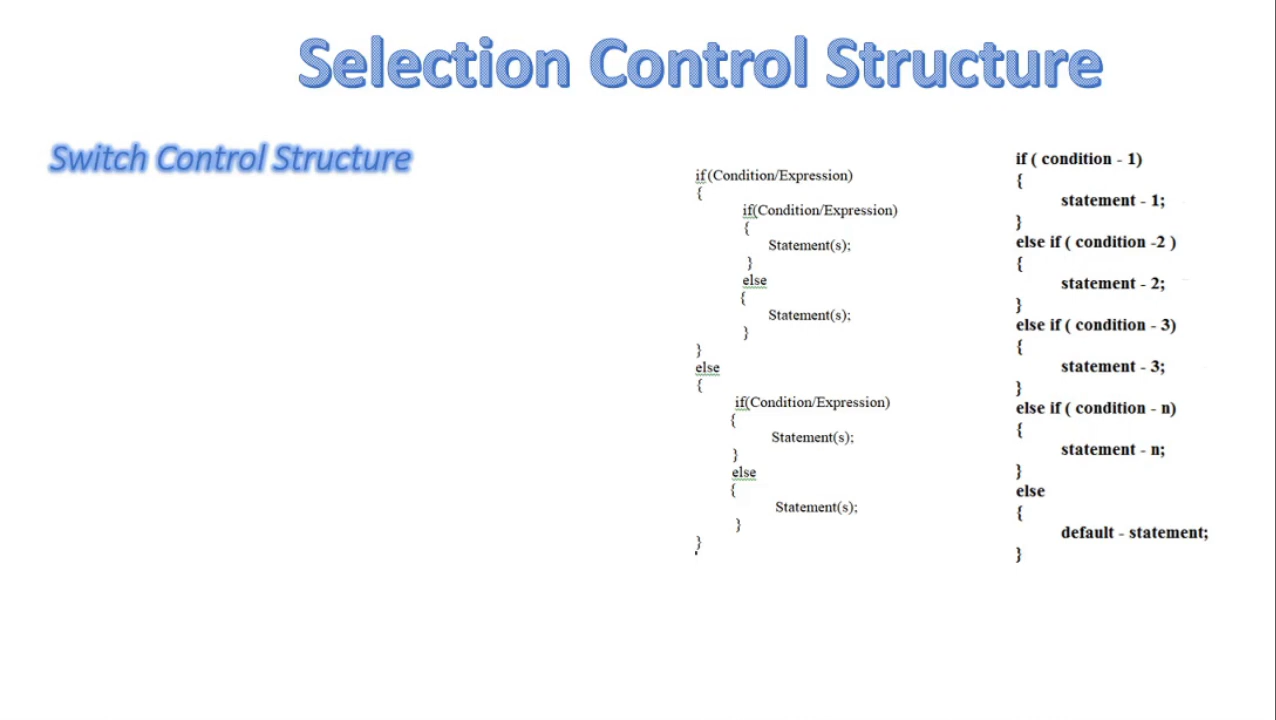 Selection Control Structure
Switch Control Structure
if(Condition/Expression)
{
if(Condition/Expression)
{
Statement(s);
}
else
{
Statement(s);
}
}
else
{
if(Condition/Expression)
{
Statement(s);
}
else
{
Statement(s);
}
}
if ( condition - 1)
{
statement - 1;
}
else if ( condition -2 )
{
statement - 2;
}
else if ( condition - 3)
{
statement - 3;
}
else if ( condition - n)
{
statement - n;
}
else
{
default - statement;
}